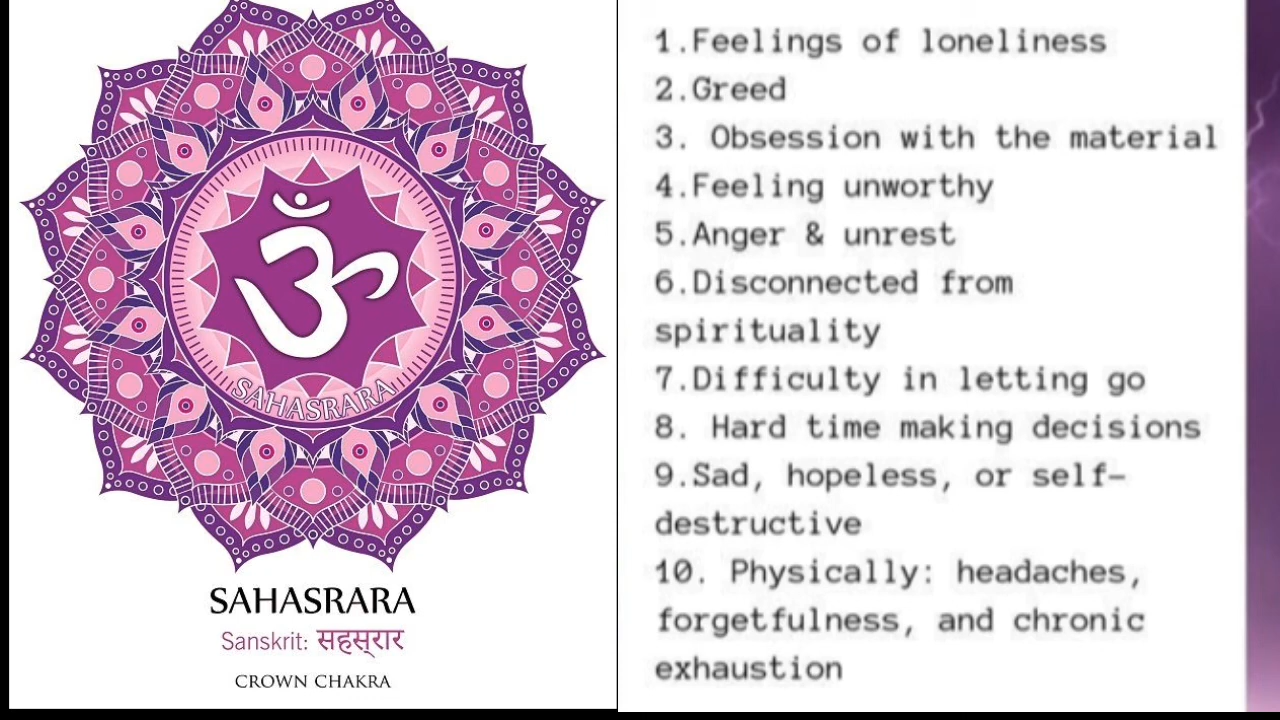 ॐ
SAHASRARA
SAHASRARA
Sanskrit: सहस्रार
CROWN CHAKRA
1.Feelings of loneliness
2.Greed
3. Obsession with the material
4.Feeling unworthy
5.Anger & unrest
6.Disconnected from
spirituality
7.Difficulty in letting go
8. Hard time making decisions
9.Sad, hopeless, or self-
destructive
10. Physically: headaches,
forgetfulness, and chronic
exhaustion